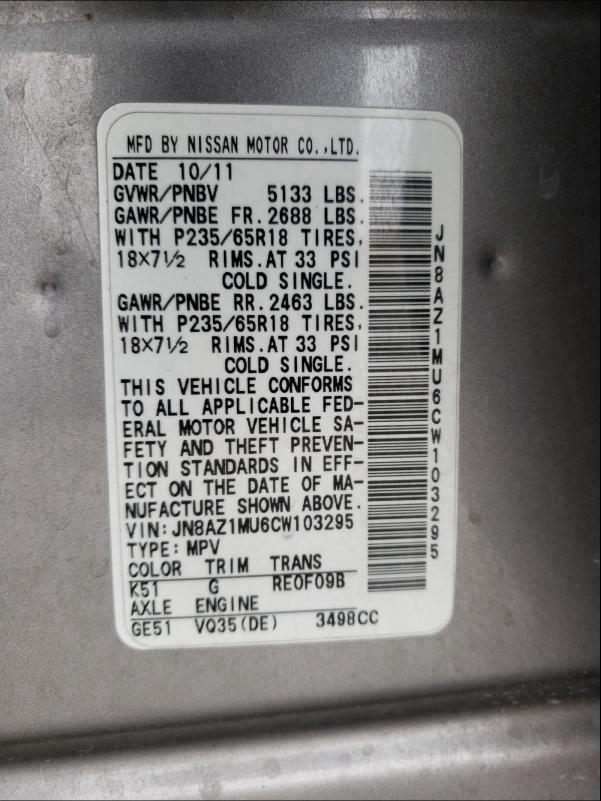 MFD BY NISSAN MOTOR CO.,LTD.
DATE 10/11
GVWR/PNBV 5133 LBS.
GAWR/PNBE FR.2688 LBS.
WITH P235/65R18 TIRES,
18X7½ RIMS.AT 33 PSI
COLD SINGLE.
GAWR/PNBE RR.2463 LBS.
WITH P235/65R18 TIRES,
18X7½ RIMS.AT 33 PSI
COLD SINGLE.
THIS VEHICLE CONFORMS
TO ALL APPLICABLE FED-
ERAL MOTOR VEHICLE SA-
FETY AND THEFT PREVEN-
TION STANDARDS IN EFF-
ECT ON THE DATE OF MA-
NUFACTURE SHOWN ABOVE.
VIN:JN8AZ1MU6CW103295
TYPE:MPV
COLOR TRIM TRANS
K51 G RE0F09B
AXLE ENGINE
GE51 VQ35(DE) 3498CC
JN8AZ1MU6CW103295